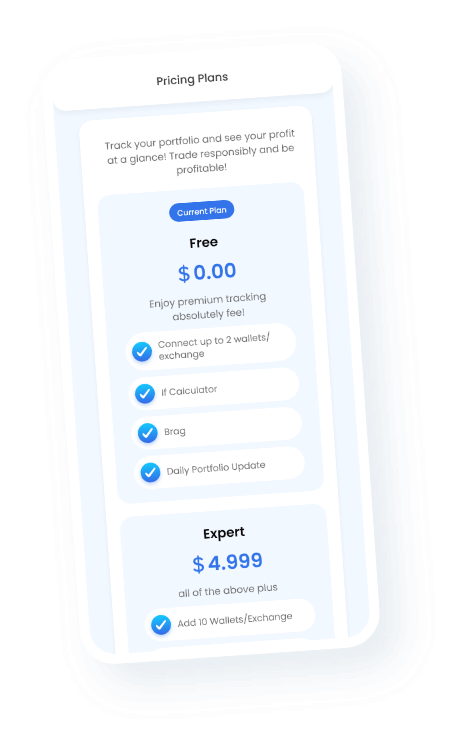 Pricing Plans
Track your portfolio and see your profit
at a glance! Trade responsibly and be
profitable!
Current Plan
Free
$0.00
Enjoy premium tracking
absolutely fee!
Connect up to 2 wallets/
exchange
If Calculator
Brag
Daily Portfolio Update
Expert
$4.999
all of the above plus
Add 10 Wallets/Exchange